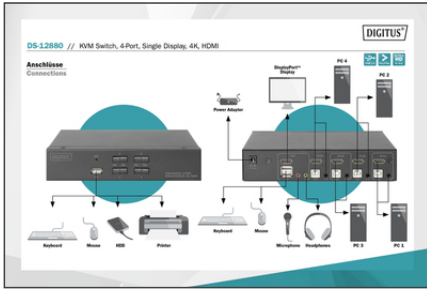 DIGITUS®
DS-12880 // KVM Switch, 4-Port, Single Display, 4K, HDMI
Anschlüsse
Connections
DisplayPort™
Display
PC 4
PC 2
Power Adapter
Keyboard
Mouse
HDD
Printer
Keyboard
Mouse
Microphone
Headphones
PC 3
PC 1